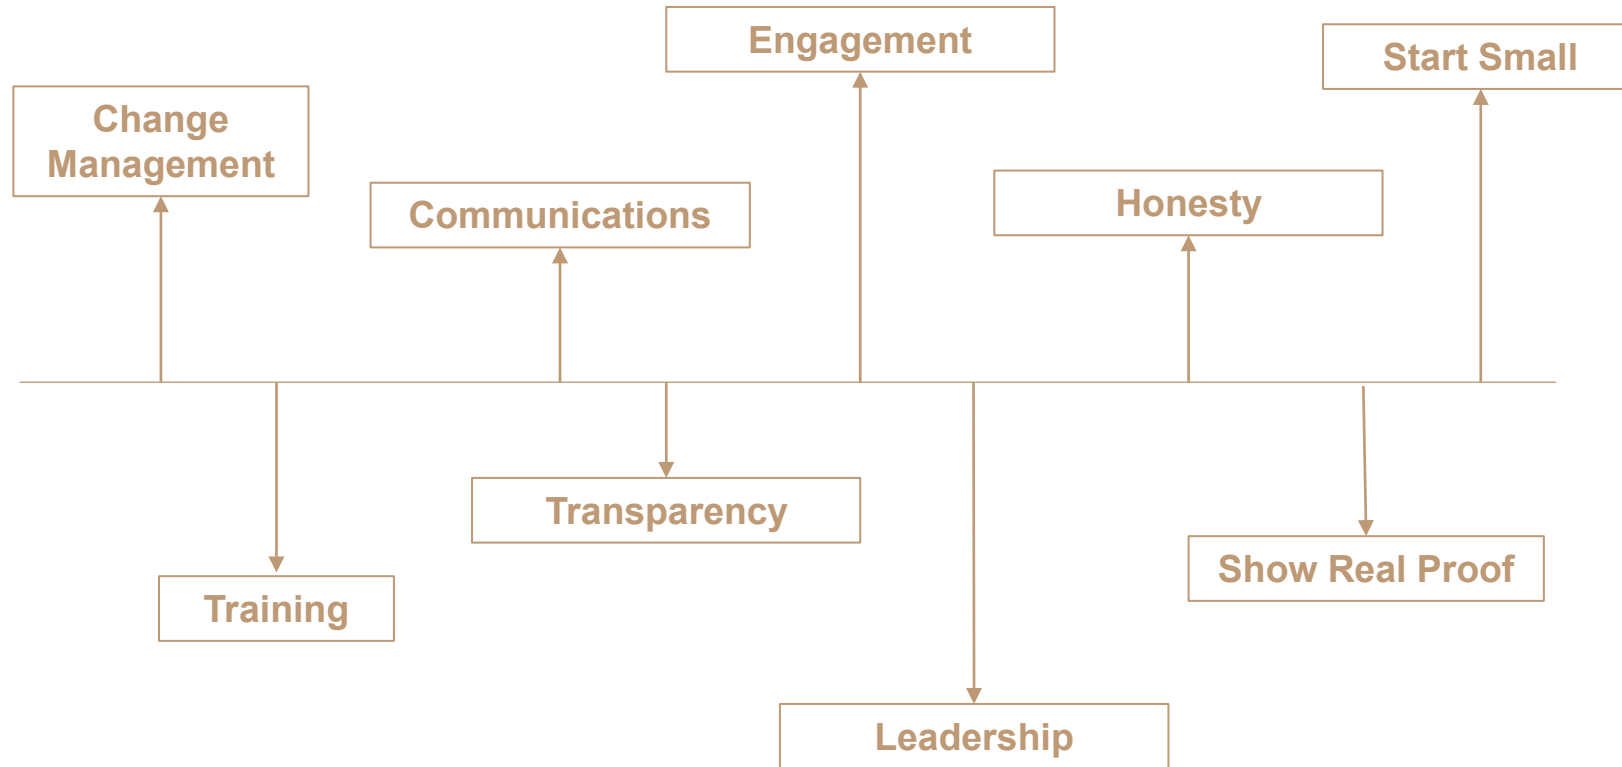 Engagement
Start Small
Change
Management
Communications
Honesty
Transparency
Show Real Proof
Training
Leadership